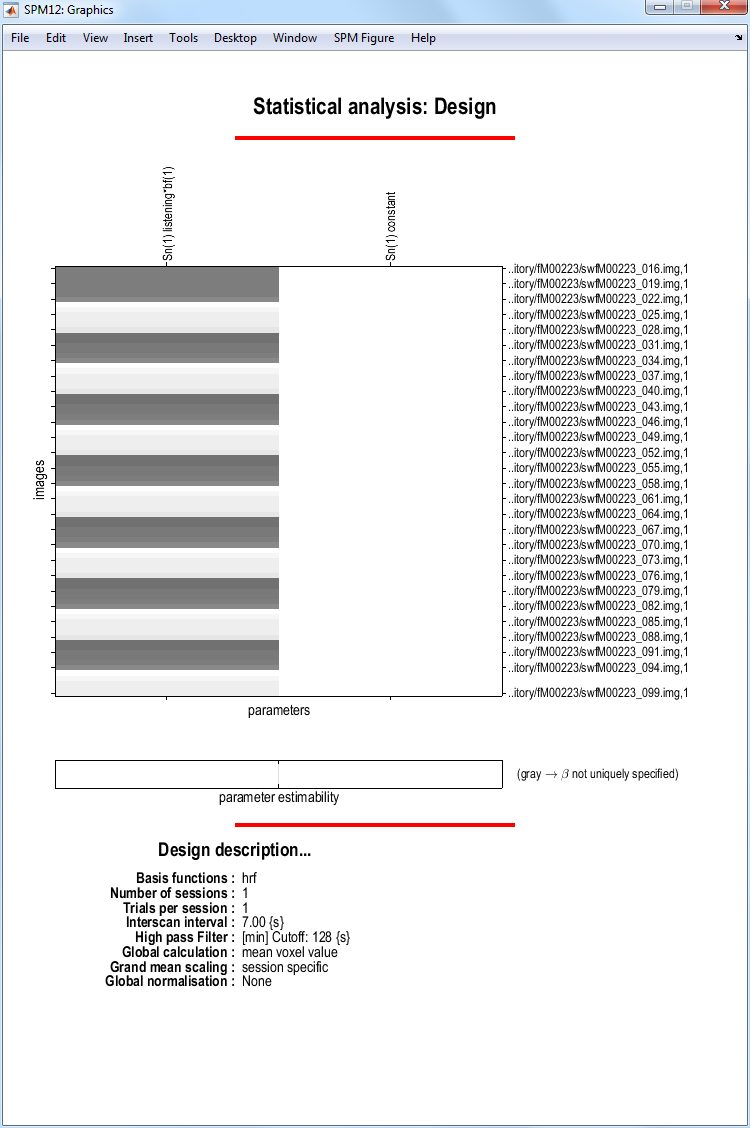 SPM12: Graphics
File Edit View Insert Tools Desktop Window SPM Figure Help
Statistical analysis: Design
Sn(1) listening*bf(1)
Sn(1) constant
images
..itory/fM00223/swfM00223_016.img,1
..itory/fM00223/swfM00223_019.img,1
..itory/fM00223/swfM00223_022.img,1
..itory/fM00223/swfM00223_025.img,1
..itory/fM00223/swfM00223_028.img,1
..itory/fM00223/swfM00223_031.img,1
..itory/fM00223/swfM00223_034.img,1
..itory/fM00223/swfM00223_037.img,1
..itory/fM00223/swfM00223_040.img,1
..itory/fM00223/swfM00223_043.img,1
..itory/fM00223/swfM00223_046.img,1
..itory/fM00223/swfM00223_049.img,1
..itory/fM00223/swfM00223_052.img,1
..itory/fM00223/swfM00223_055.img,1
..itory/fM00223/swfM00223_058.img,1
..itory/fM00223/swfM00223_061.img,1
..itory/fM00223/swfM00223_064.img,1
..itory/fM00223/swfM00223_067.img,1
..itory/fM00223/swfM00223_070.img,1
..itory/fM00223/swfM00223_073.img,1
..itory/fM00223/swfM00223_076.img,1
..itory/fM00223/swfM00223_079.img,1
..itory/fM00223/swfM00223_082.img,1
..itory/fM00223/swfM00223_085.img,1
..itory/fM00223/swfM00223_088.img,1
..itory/fM00223/swfM00223_091.img,1
..itory/fM00223/swfM00223_094.img,1
..itory/fM00223/swfM00223_099.img,1
parameters
(gray → β not uniquely specified)
parameter estimability
Design description...
Basis functions : hrf
Number of sessions : 1
Trials per session : 1
Interscan interval : 7.00 {s}
High pass Filter : [min] Cutoff: 128 {s}
Global calculation : mean voxel value
Grand mean scaling : session specific
Global normalisation : None